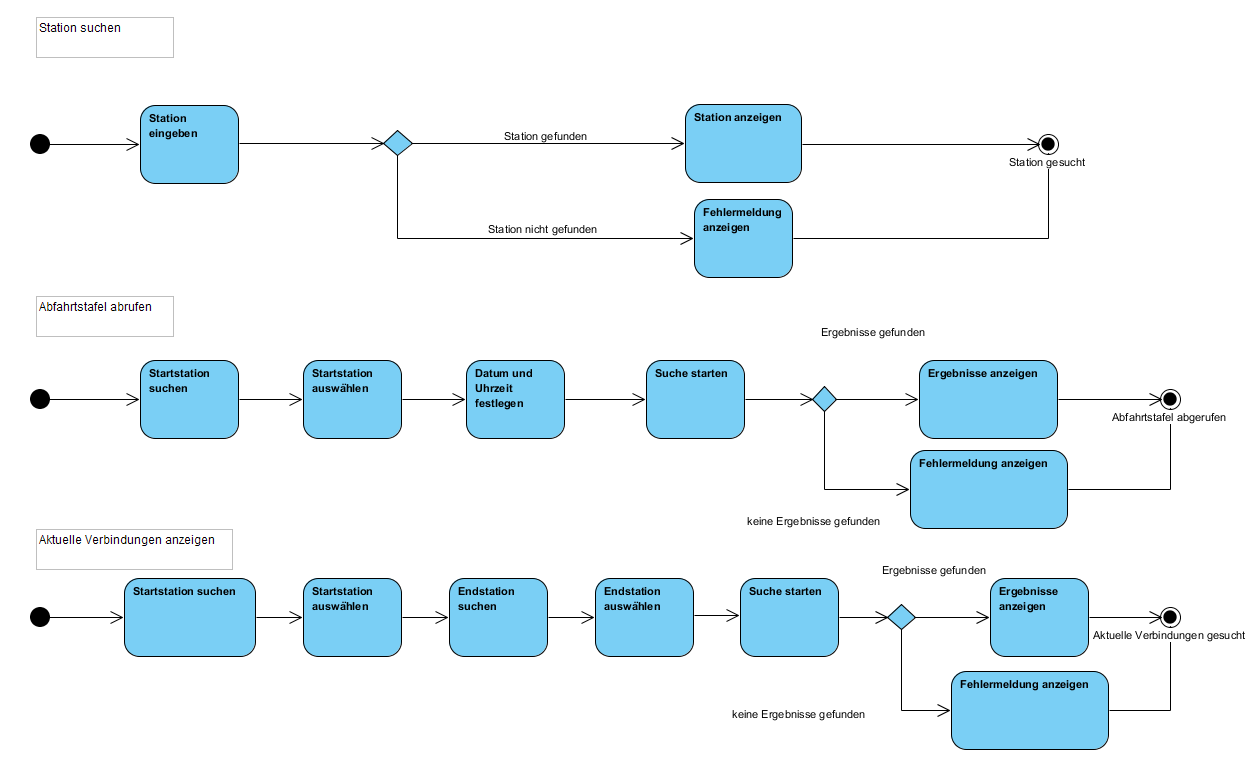 Station suchen
Station
eingeben
Station gefunden
Station anzeigen
Station gesucht
Station nicht gefunden
Fehlermeldung
anzeigen
Abfahrtstafel abrufen
Ergebnisse gefunden
Startstation
suchen
Startstation
auswählen
Datum und
Uhrzeit
festlegen
Suche starten
Ergebnisse anzeigen
Abfahrtstafel abgerufen
Fehlermeldung anzeigen
keine Ergebnisse gefunden
Aktuelle Verbindungen anzeigen
Ergebnisse gefunden
Startstation suchen
Startstation
auswählen
Endstation
suchen
Endstation
auswählen
Suche starten
Ergebnisse
anzeigen
Aktuelle Verbindungen gesucht
Fehlermeldung anzeigen
keine Ergebnisse gefunden